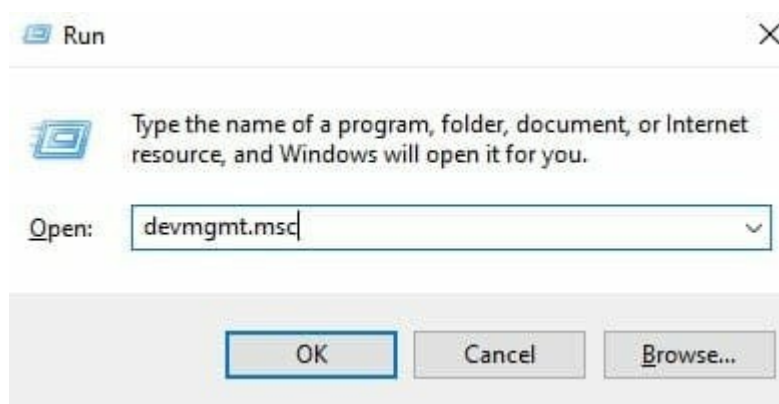 Run
Type the name of a program, folder, document, or Internet
resource, and Windows will open it for you.
Open: devmgmt.msc
OK Cancel Browse...